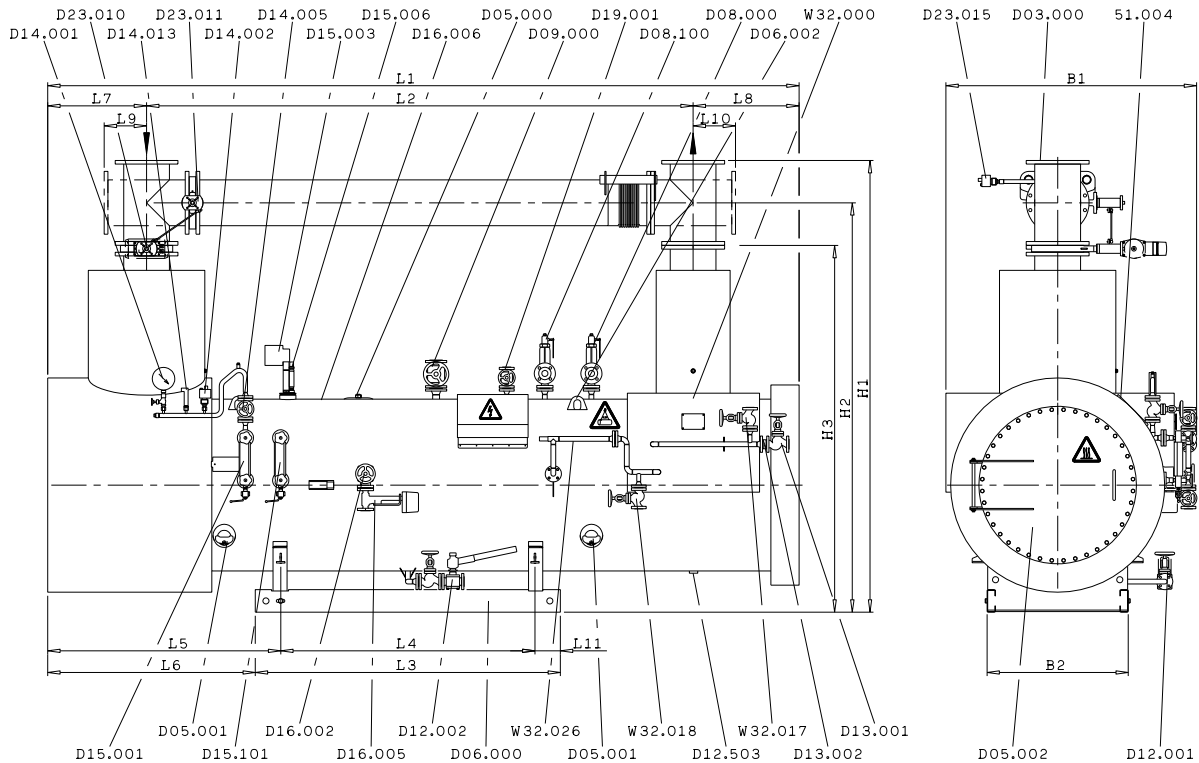 D23.010 D23.011 D14.005 D15.006 D05.000 D19.001 D08.000 W32.000 D23.015 D03.000 51.004
D14.001 D14.013 D14.002 D15.003 D16.006 D09.000 D08.100 D06.002
L1 B1
L7 L2 L8
L9 L10
H1
H2
H3
L5 L4 L11
L6 L3 B2
D05.001 D16.002 D12.002 W32.026 W32.018 W32.017 D13.001
D15.001 D15.101 D16.005 D06.000 D05.001 D12.503 D13.002 D05.002 D12.001